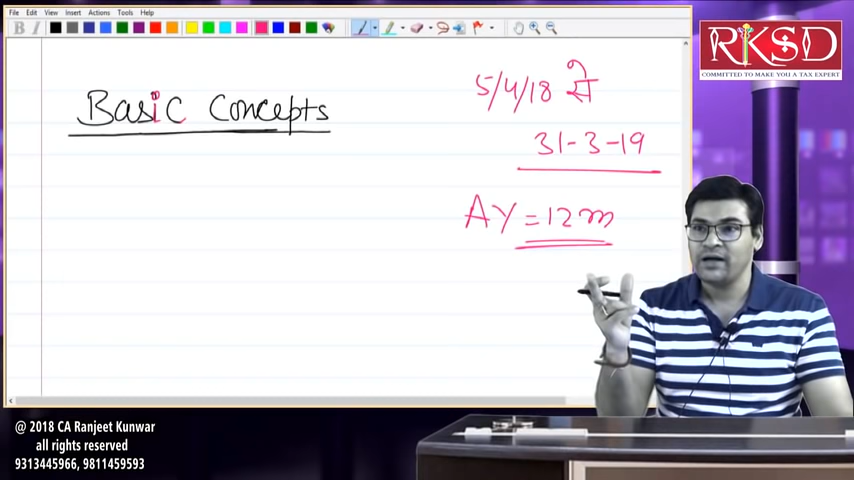 File Edit View Insert Actions Tools Help
B I U
Basic Concepts
5/4/18 से
31-3-19
AY = 12 m
RKSD
COMMITTED TO MAKE YOU A TAX EXPERT
@ 2018 CA Ranjeet Kunwar
all rights reserved
9313445966, 9811459593